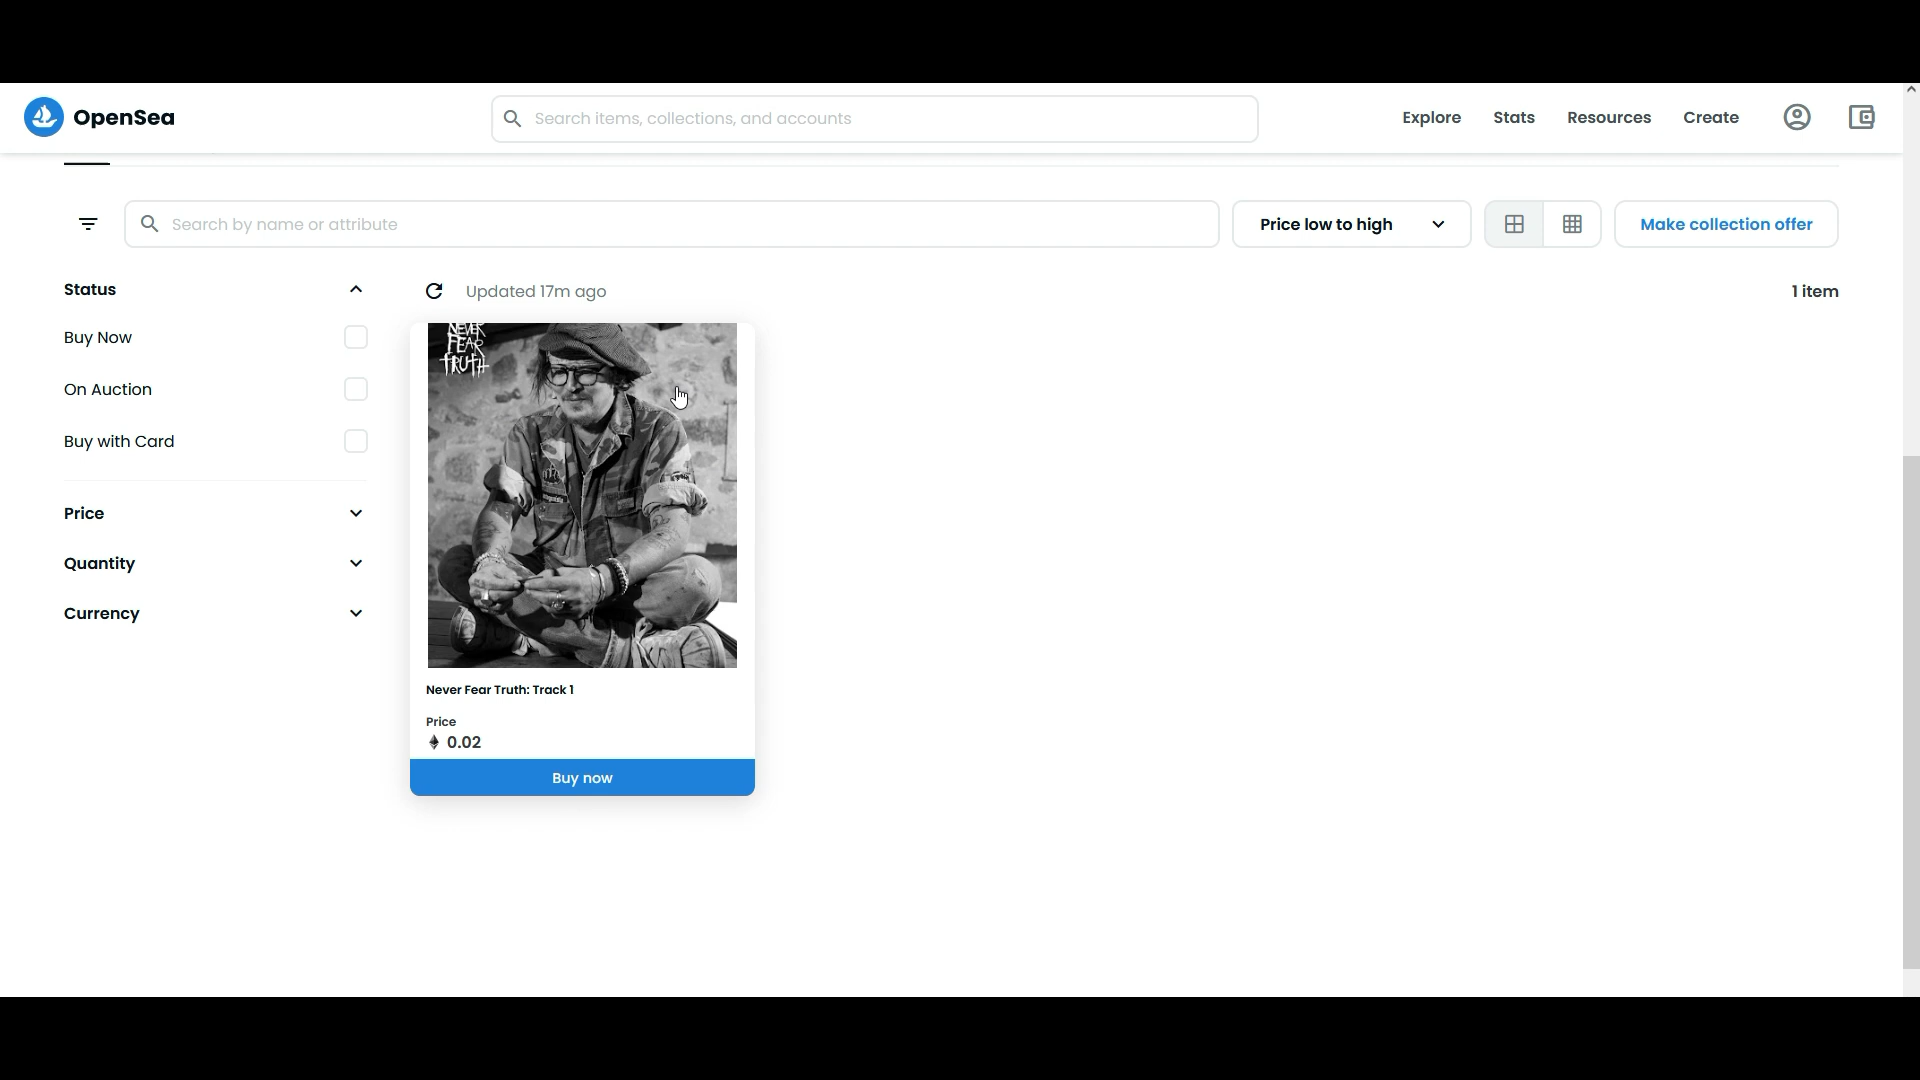 OpenSea
Search items, collections, and accounts
Explore
Stats
Resources
Create
Search by name or attribute
Price low to high
Make collection offer
Status
Updated 17m ago
1 item
Buy Now
On Auction
Buy with Card
Price
Quantity
Currency
NEVER
FEAR
TRUTH
Never Fear Truth: Track 1
Price
0.02
Buy now